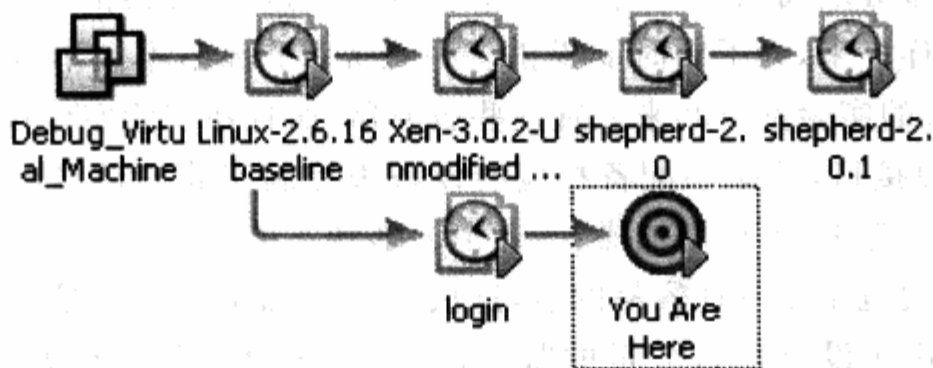 Debug_Virtu Linux-2.6.16 Xen-3.0.2-U shepherd-2. shepherd-2.
al_Machine baseline nmodified ... 0 0.1
login You Are
Here